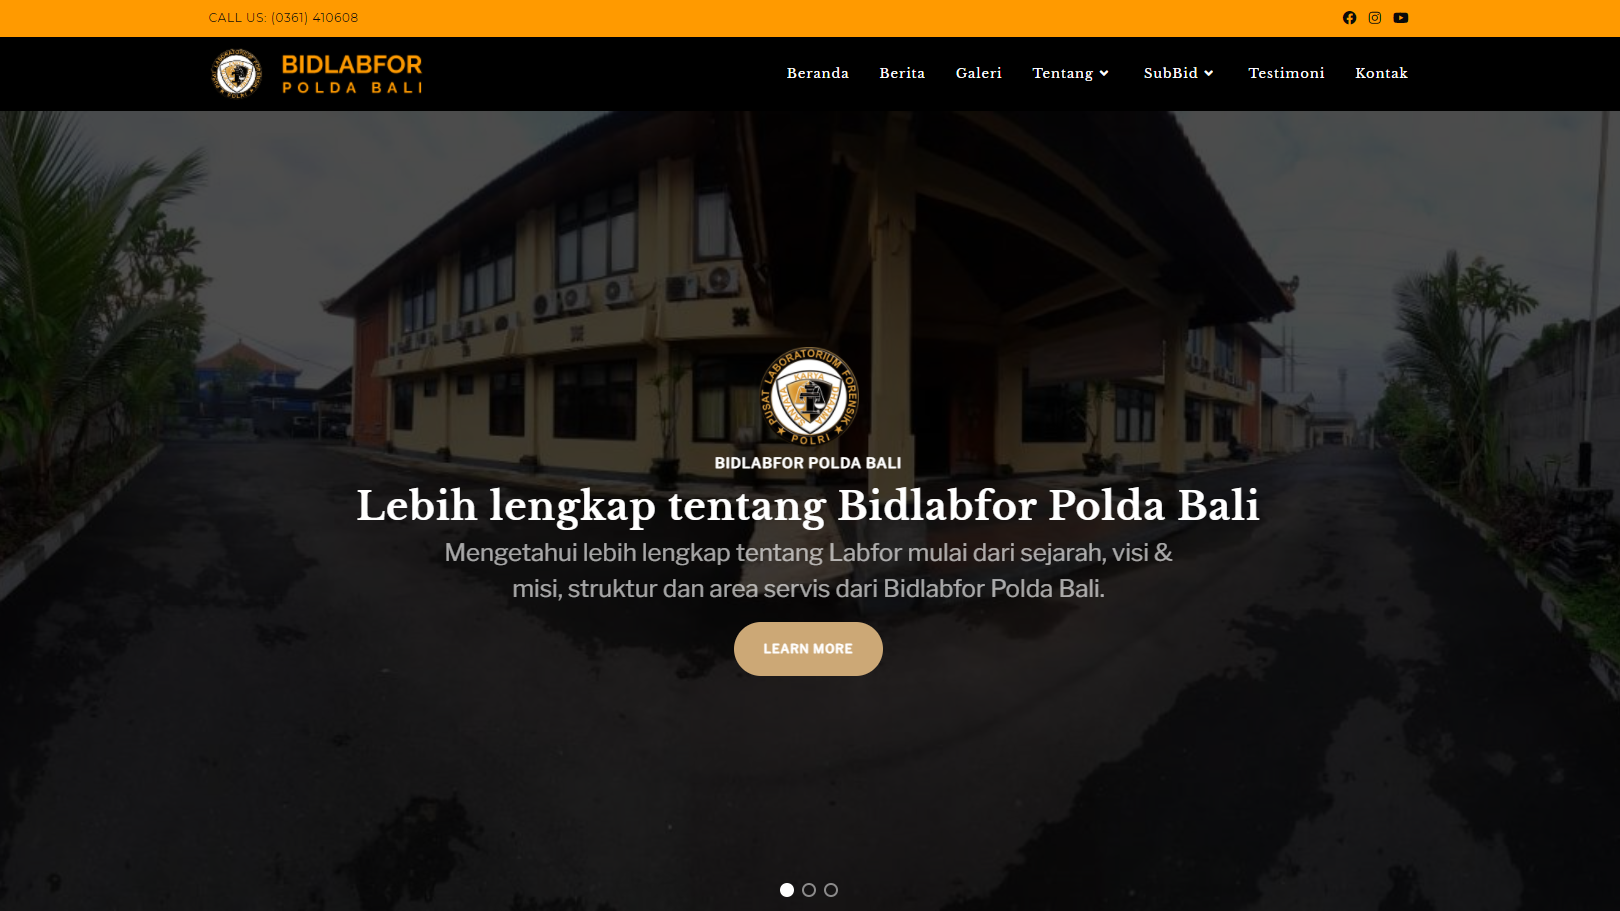 CALL US: (0361) 410608
BIDLABFOR
POLDA BALI
Beranda Berita Galeri Tentang SubBid Testimoni Kontak
PUSAT LABORATORIUM FORENSIK
POLRI
BIDLABFOR POLDA BALI
Lebih lengkap tentang Bidlabfor Polda Bali
Mengetahui lebih lengkap tentang Labfor mulai dari sejarah, visi &
misi, struktur dan area servis dari Bidlabfor Polda Bali.
LEARN MORE